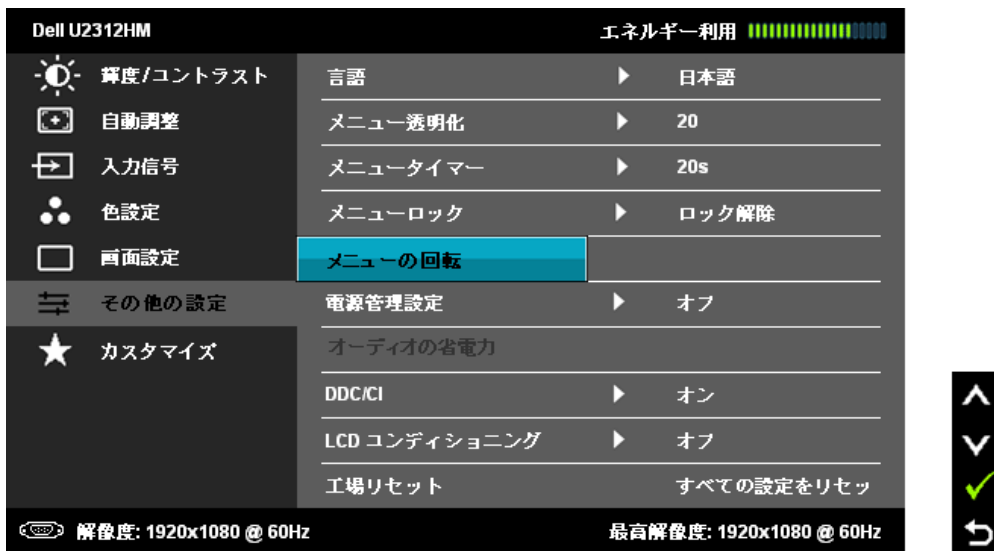 Dell U2312HM エネルギー利用
輝度/コントラスト
自動調整
入力信号
色設定
画面設定
その他の設定
カスタマイズ
言語 日本語
メニュー透明化 20
メニュータイマー 20s
メニューロック ロック解除
メニューの回転
電源管理設定 オフ
オーディオの省電力
DDC/CI オン
LCD コンディショニング オフ
工場リセット すべての設定をリセッ
解像度: 1920x1080 @ 60Hz 最高解像度: 1920x1080 @ 60Hz